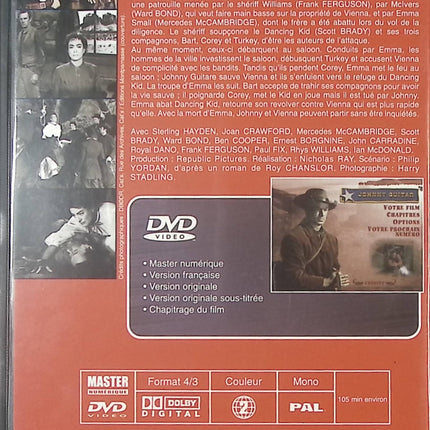 une patrouille menée par le shériff Williams (Frank FERGUSON), par McIvers
(Ward BOND), qui veut faire main basse sur la propriété de Vienna, et par Emma
Small (Mercedes McCAMBRIDGE), dont le frère a été abattu, lors du vol de
diligence. Le shériff soupçonne le Dancing Kid (Scott BRADY) et ses trois
compagnons, Bart, Corey et Turkey, d'être les auteurs de l'attaque.
Au même moment, ceux-ci débarquent au saloon. Conduits par Emma, les
hommes de la ville investissent le saloon, débusquent Turkey et accusent Vienna
de complicité avec les bandits. Tandis qu'ils pendent Corey, Emma met le feu au
saloon ; Johnny Guitare sauve Vienna et ils s'enfuient vers le refuge du Dancing
Kid. La troupe d'Emma les suit. Bart accepte de trahir ses compagnons pour avoir
la vie sauve ; il poignarde Corey, met le Kid en joue mais il est tué par Johnny.
Emma abat Dancing Kid, retourne son revolver contre Vienna qui est plus rapide
qu'elle. Avec la mort d'Emma, Johnny et Vienna peuvent partir sans être inquiétés.
Avec Sterling HAYDEN, Joan CRAWFORD, Mercedes McCAMBRIDGE, Scott
BRADY, Ward BOND, Ben COOPER, Ernest BORGNINE, John CARRADINE,
Royal DANO, Frank FERGUSON, Paul FIX, Rhys WILLIAMS, Ian McDONALD.
Production : Republic Pictures. Réalisation : Nicholas RAY. Scénario : Philip
YORDAN, d'après un roman de Roy CHANSLOR. Photographie : Harry
STADLING.
DVD
VIDEO
• Master numérique
• Version française
• Version originale
• Version originale sous-titrée
• Chapitrage du film
JOHNNY GUITAR
VOTRE FILM
CHAPITRES
OPTIONS
VOTRE PROCHAIN
NUMÉRO
MASTER
NUMÉRIQUE
DVD
VIDEO
Format 4/3
DOLBY
DIGITAL
Couleur
2
Mono
PAL
105 min environ